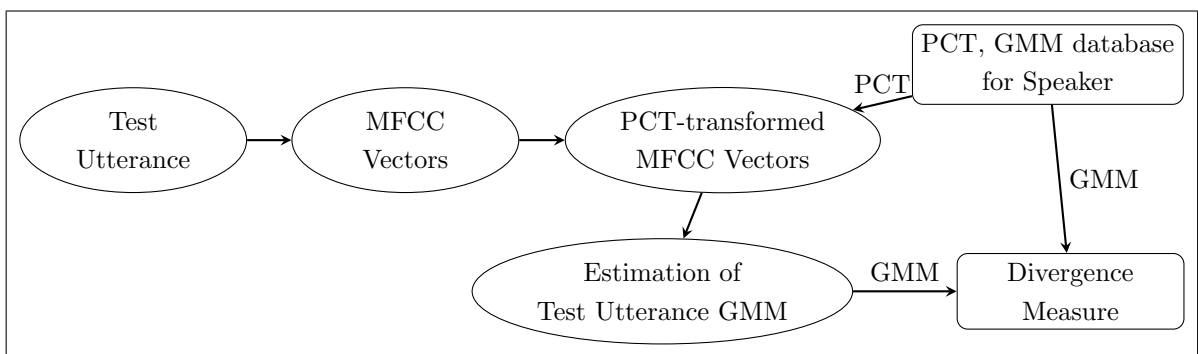 PCT, GMM database
for Speaker
PCT
Test
Utterance
MFCC
Vectors
PCT-transformed
MFCC Vectors
GMM
Estimation of
Test Utterance GMM
GMM
Divergence
Measure